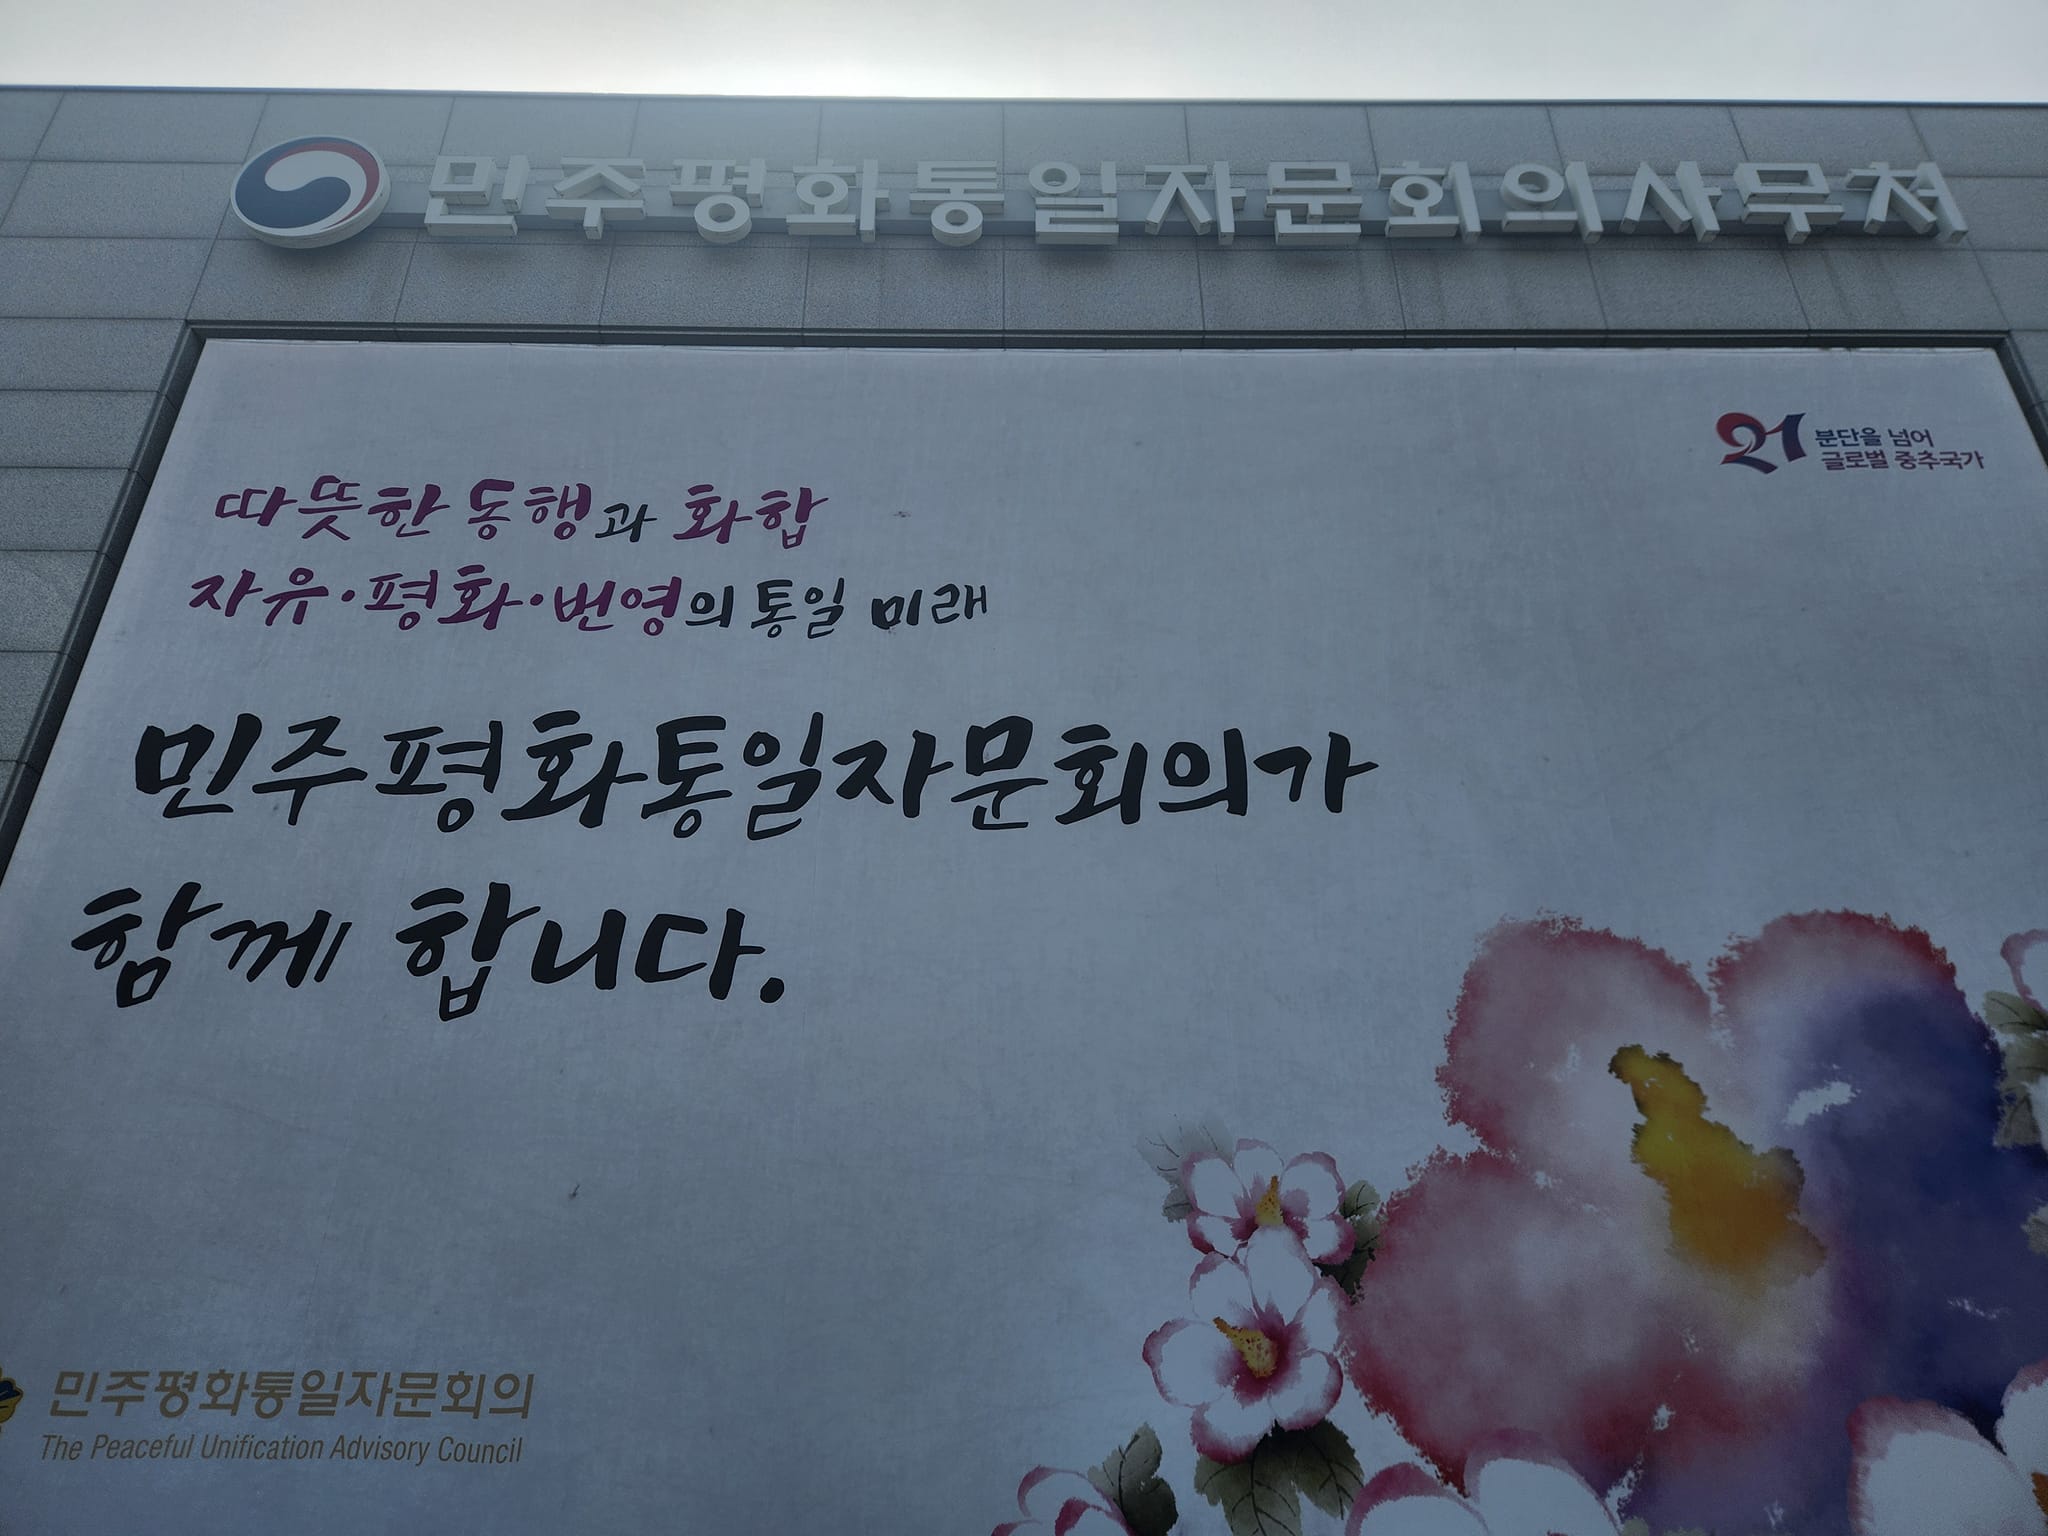 민주평화통일자문회의사무처
21 분단을 넘어
글로벌 중추국가
따뜻한 동행과 화합
자유·평화·번영의 통일 미래
민주평화통일자문회의가
함께 합니다.
민주평화통일자문회의
The Peaceful Unification Advisory Council